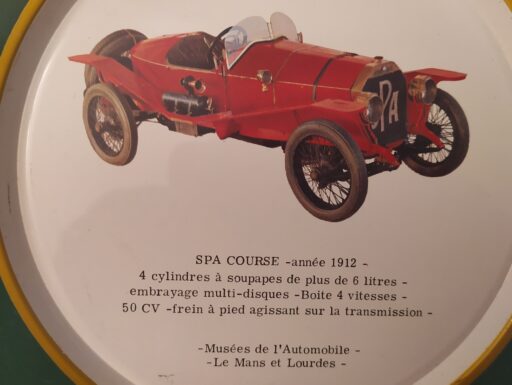 SPA
SPA COURSE -année 1912 -
4 cylindres à soupapes de plus de 6 litres -
embrayage multi-disques -Boite 4 vitesses -
50 CV -frein à pied agissant sur la transmission -
-Musées de l'Automobile -
-Le Mans et Lourdes -